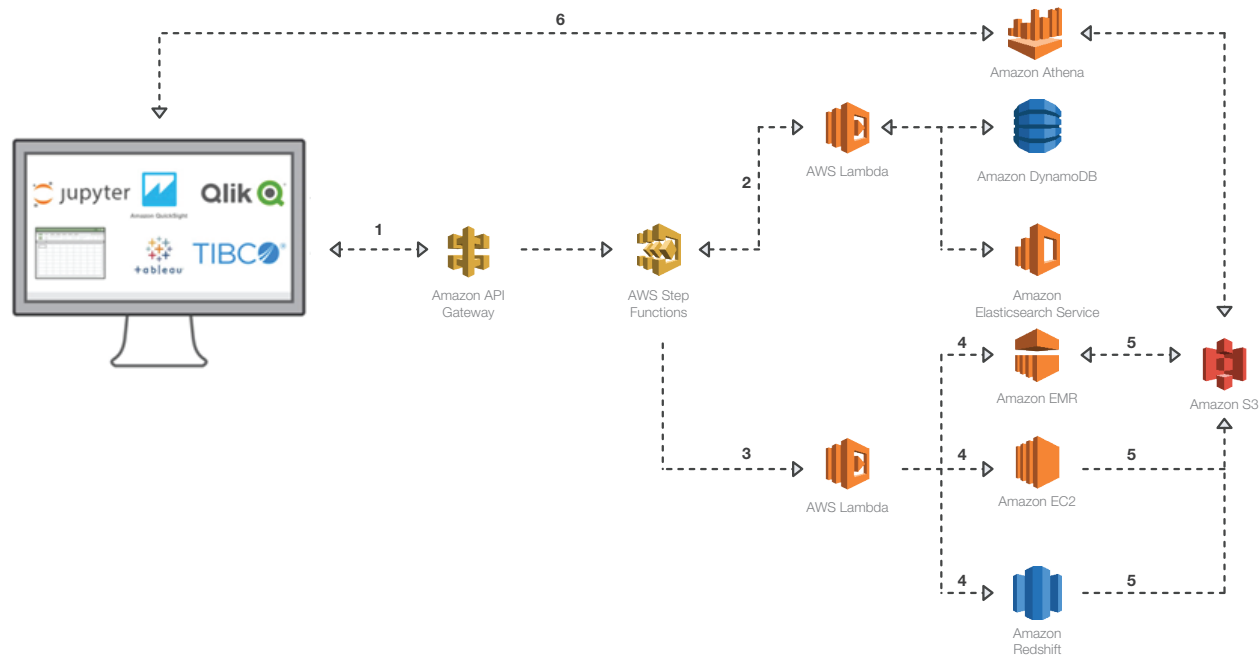 6
Amazon Athena
jupyter
Amazon QuickSight
Qlik
+ a b l e a u
TIBCO®
1
Amazon API
Gateway
AWS Step
Functions
2
AWS Lambda
Amazon DynamoDB
Amazon
Elasticsearch Service
3
AWS Lambda
4
Amazon EMR
5
4
Amazon EC2
5
4
Amazon
Redshift
5
Amazon S3